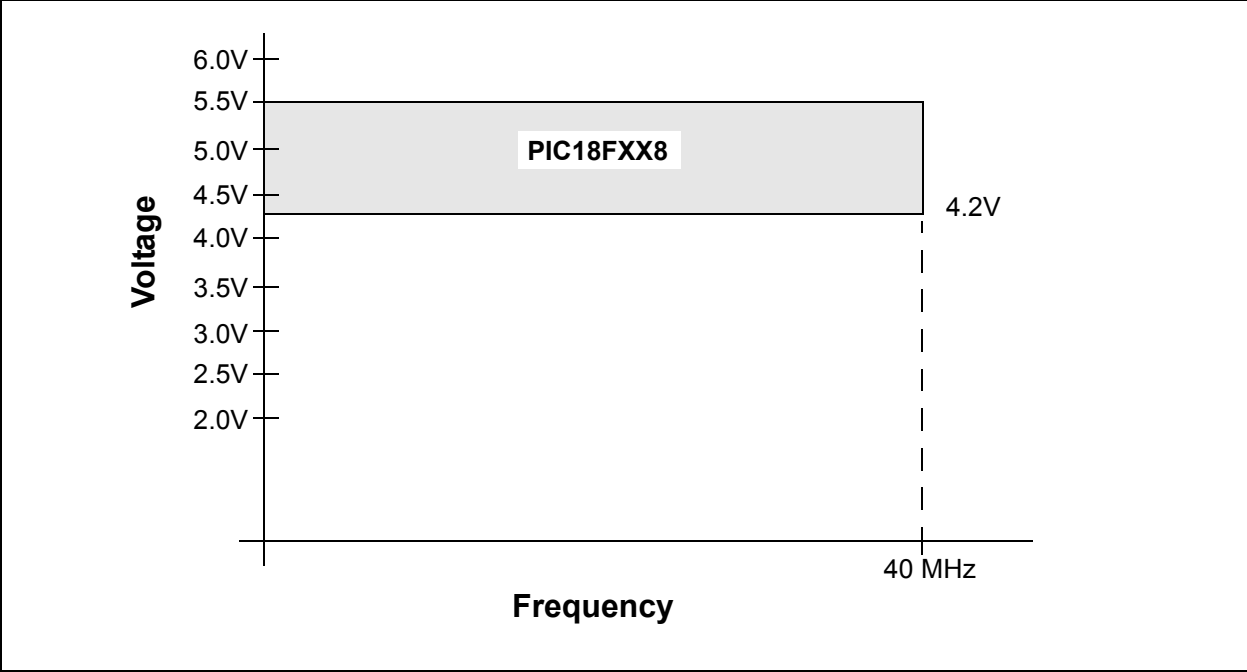 6.0V
5.5V
5.0V
PIC18FXX8
4.5V
4.2V
4.0V
Voltage
3.5V
3.0V
2.5V
2.0V
40 MHz
Frequency